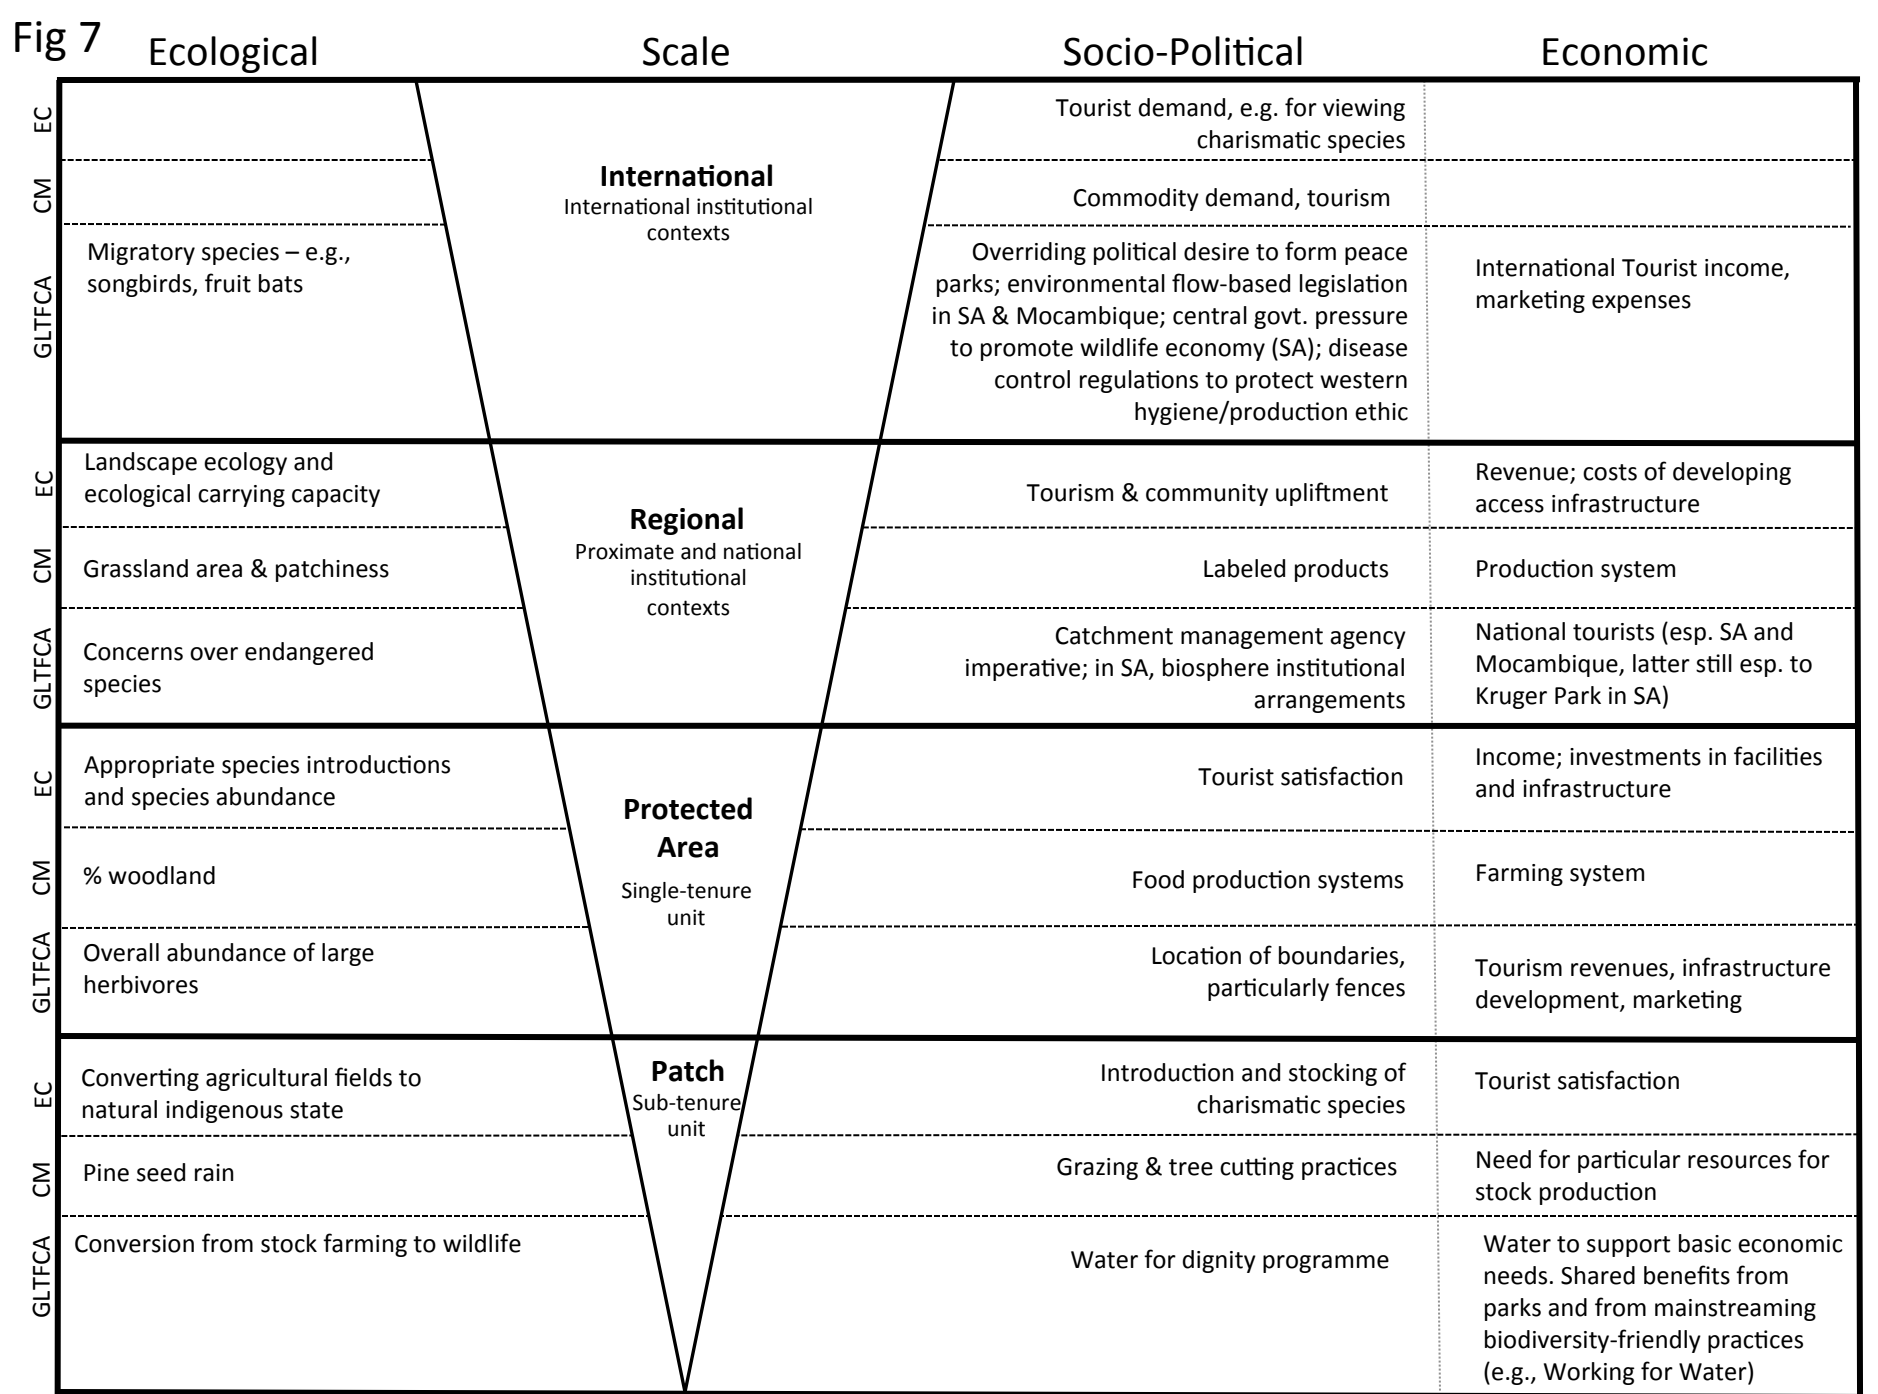 Fig 7
Ecological
Scale
Socio-Political
Economic
EC
Tourist demand, e.g. for viewing
charismatic species
CM
Commodity demand, tourism
International
International institutional
contexts
GLTFCA
Migratory species – e.g.,
songbirds, fruit bats
Overriding political desire to form peace
parks; environmental flow-based legislation
in SA & Mocambique; central govt. pressure
to promote wildlife economy (SA); disease
control regulations to protect western
hygiene/production ethic
International Tourist income,
marketing expenses
EC
Landscape ecology and
ecological carrying capacity
Tourism & community upliftment
Revenue; costs of developing
access infrastructure
Regional
Proximate and national
institutional
contexts
CM
Grassland area & patchiness
Labeled products
Production system
GLTFCA
Concerns over endangered
species
Catchment management agency
imperative; in SA, biosphere institutional
arrangements
National tourists (esp. SA and
Mocambique, latter still esp. to
Kruger Park in SA)
EC
Appropriate species introductions
and species abundance
Tourist satisfaction
Income; investments in facilities
and infrastructure
Protected
Area
Single-tenure
unit
CM
% woodland
Food production systems
Farming system
GLTFCA
Overall abundance of large
herbivores
Location of boundaries,
particularly fences
Tourism revenues, infrastructure
development, marketing
EC
Converting agricultural fields to
natural indigenous state
Patch
Sub-tenure
unit
Introduction and stocking of
charismatic species
Tourist satisfaction
CM
Pine seed rain
Grazing & tree cutting practices
Need for particular resources for
stock production
GLTFCA
Conversion from stock farming to wildlife
Water for dignity programme
Water to support basic economic
needs. Shared benefits from
parks and from mainstreaming
biodiversity-friendly practices
(e.g., Working for Water)